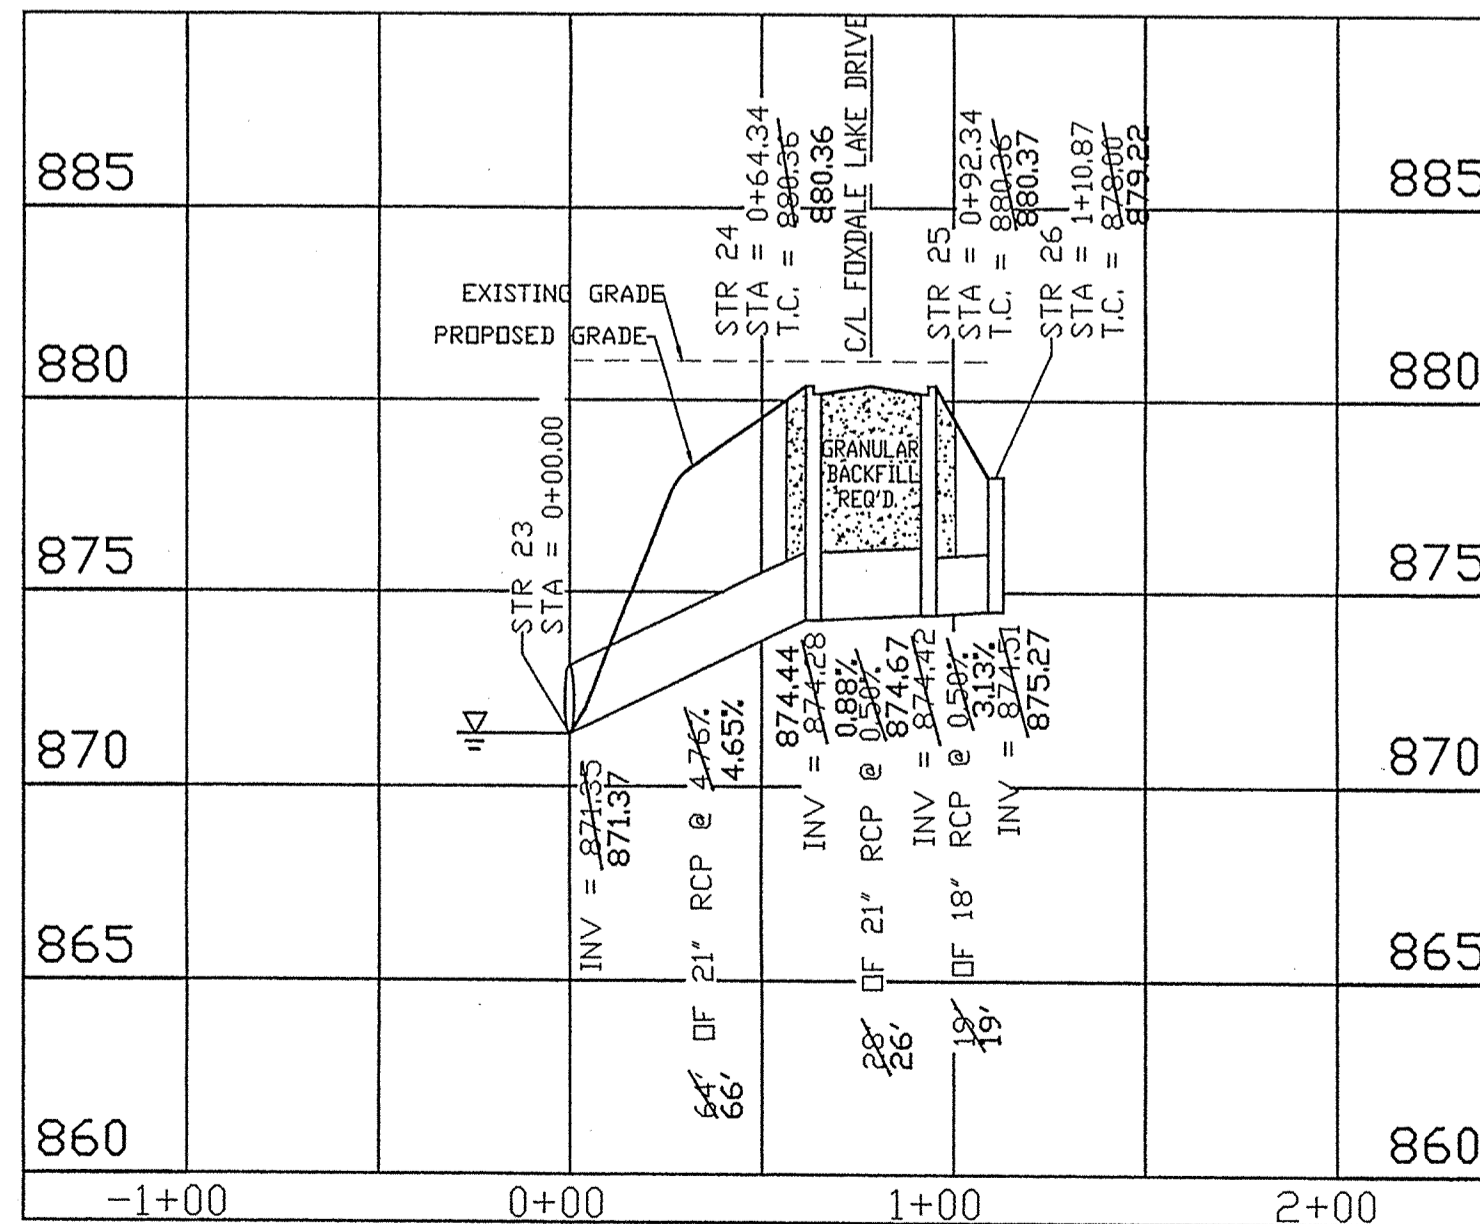 885
885
880
880
875
875
870
870
865
865
860
860
-1+00
0+00
1+00
2+00
EXISTING GRADE
PROPOSED GRADE
STR 23
STA = 0+00.00
STR 24
STA = 0+64.34
T.C. = 880.36
880.36
C/L FOXDALE LAKE DRIVE
STR 25
STA = 0+92.34
T.C. = 880.36
880.37
STR 26
STA = 1+10.87
T.C. = 878.00
879.22
GRANULAR
BACKFILL
REQ'D.
INV = 871.35
871.37
64' OF 21" RCP @ 4.76%
66'
4.65%
874.44
INV = 874.28
0.88%
28' OF 21" RCP @ 0.50%
26'
874.67
INV = 874.42
19' OF 18" RCP @ 0.50%
19'
3.13%
INV = 874.51
875.27